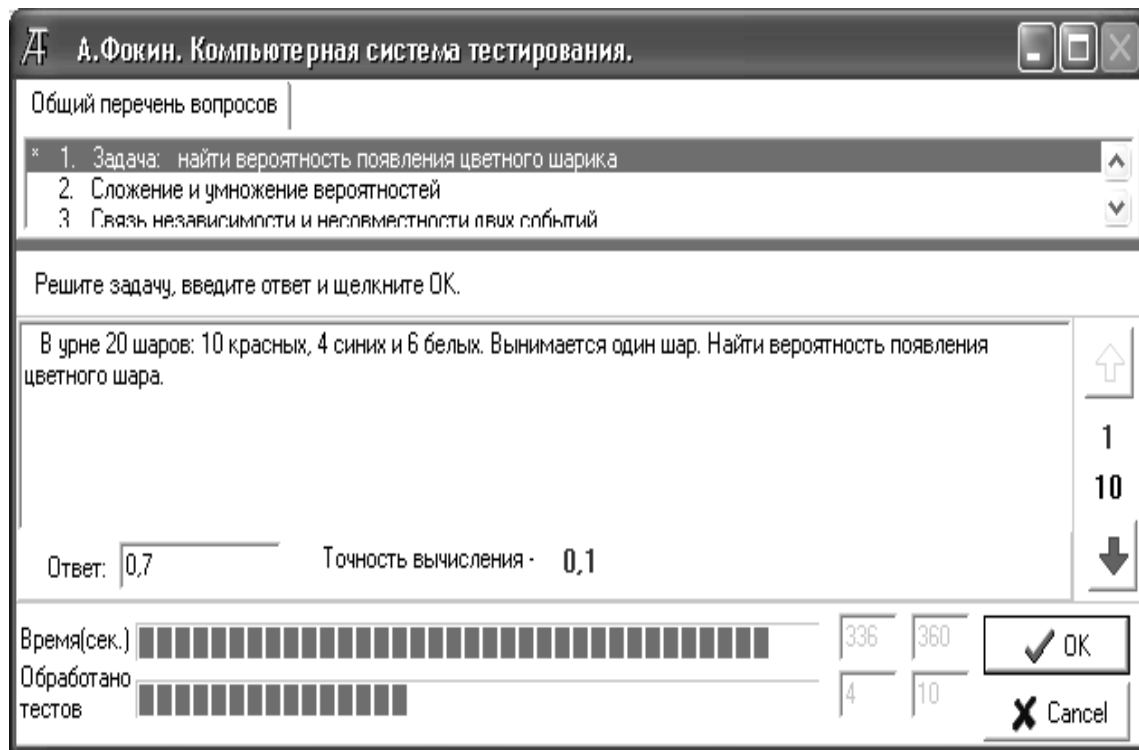 А.Фокин. Компьютерная система тестирования.
Общий перечень вопросов
* 1. Задача: найти вероятность появления цветного шарика
2. Сложение и умножение вероятностей
3 Связь независимости и несовместности двух событий
Решите задачу, введите ответ и щелкните ОК.
В урне 20 шаров: 10 красных, 4 синих и 6 белых. Вынимается один шар. Найти вероятность появления
цветного шара.
1
10
Ответ: 0,7 Точность вычисления - 0,1
Время(сек.) 336 360 OK
Обработано
тестов 4 10 Cancel